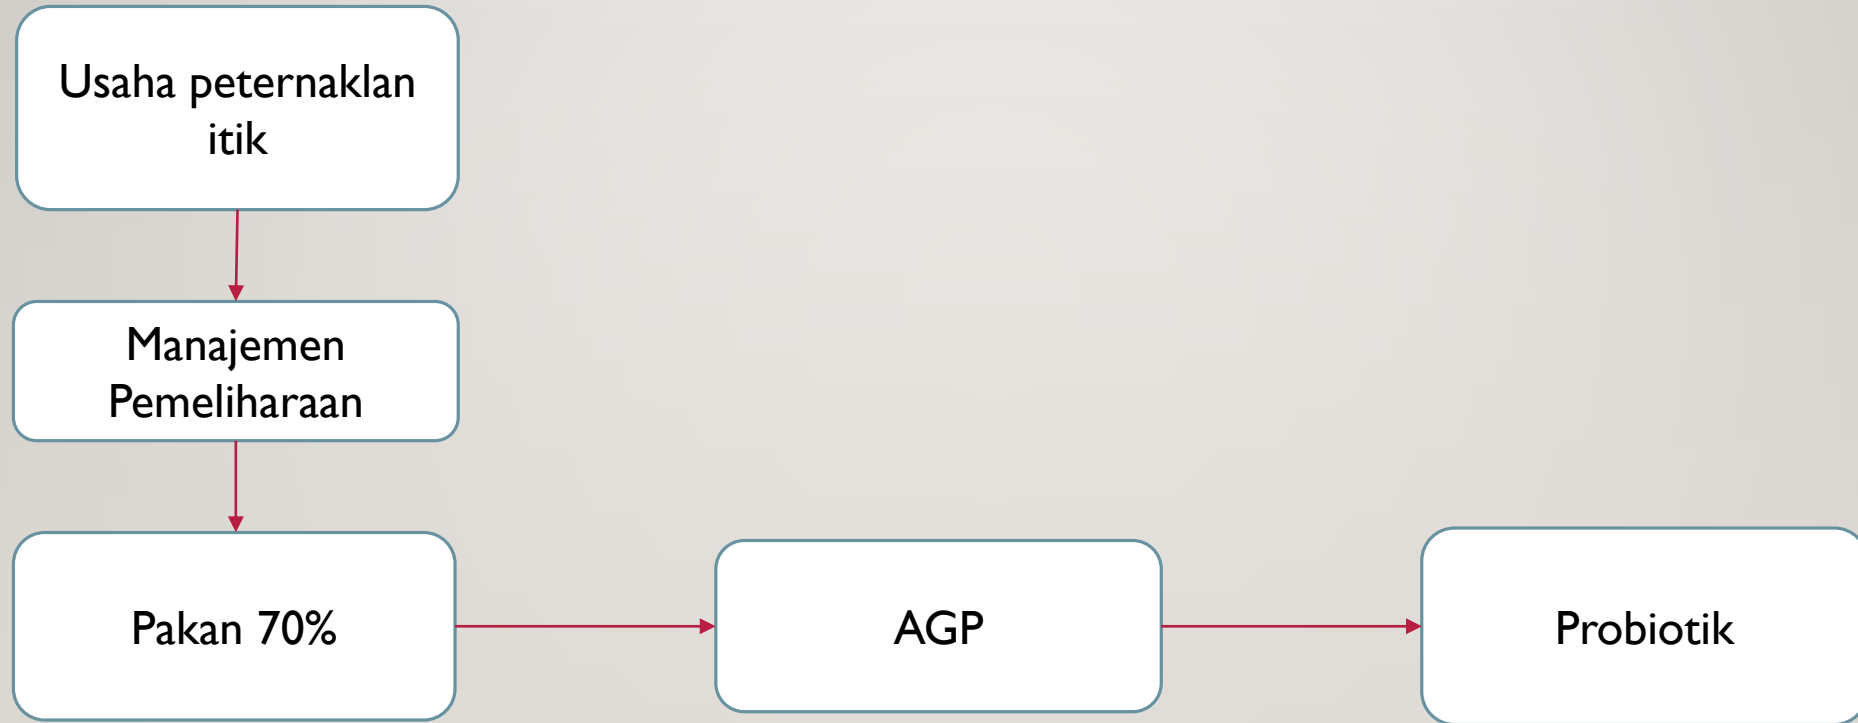 Usaha peternaklan
itik
Manajemen
Pemeliharaan
Pakan 70%
AGP
Probiotik